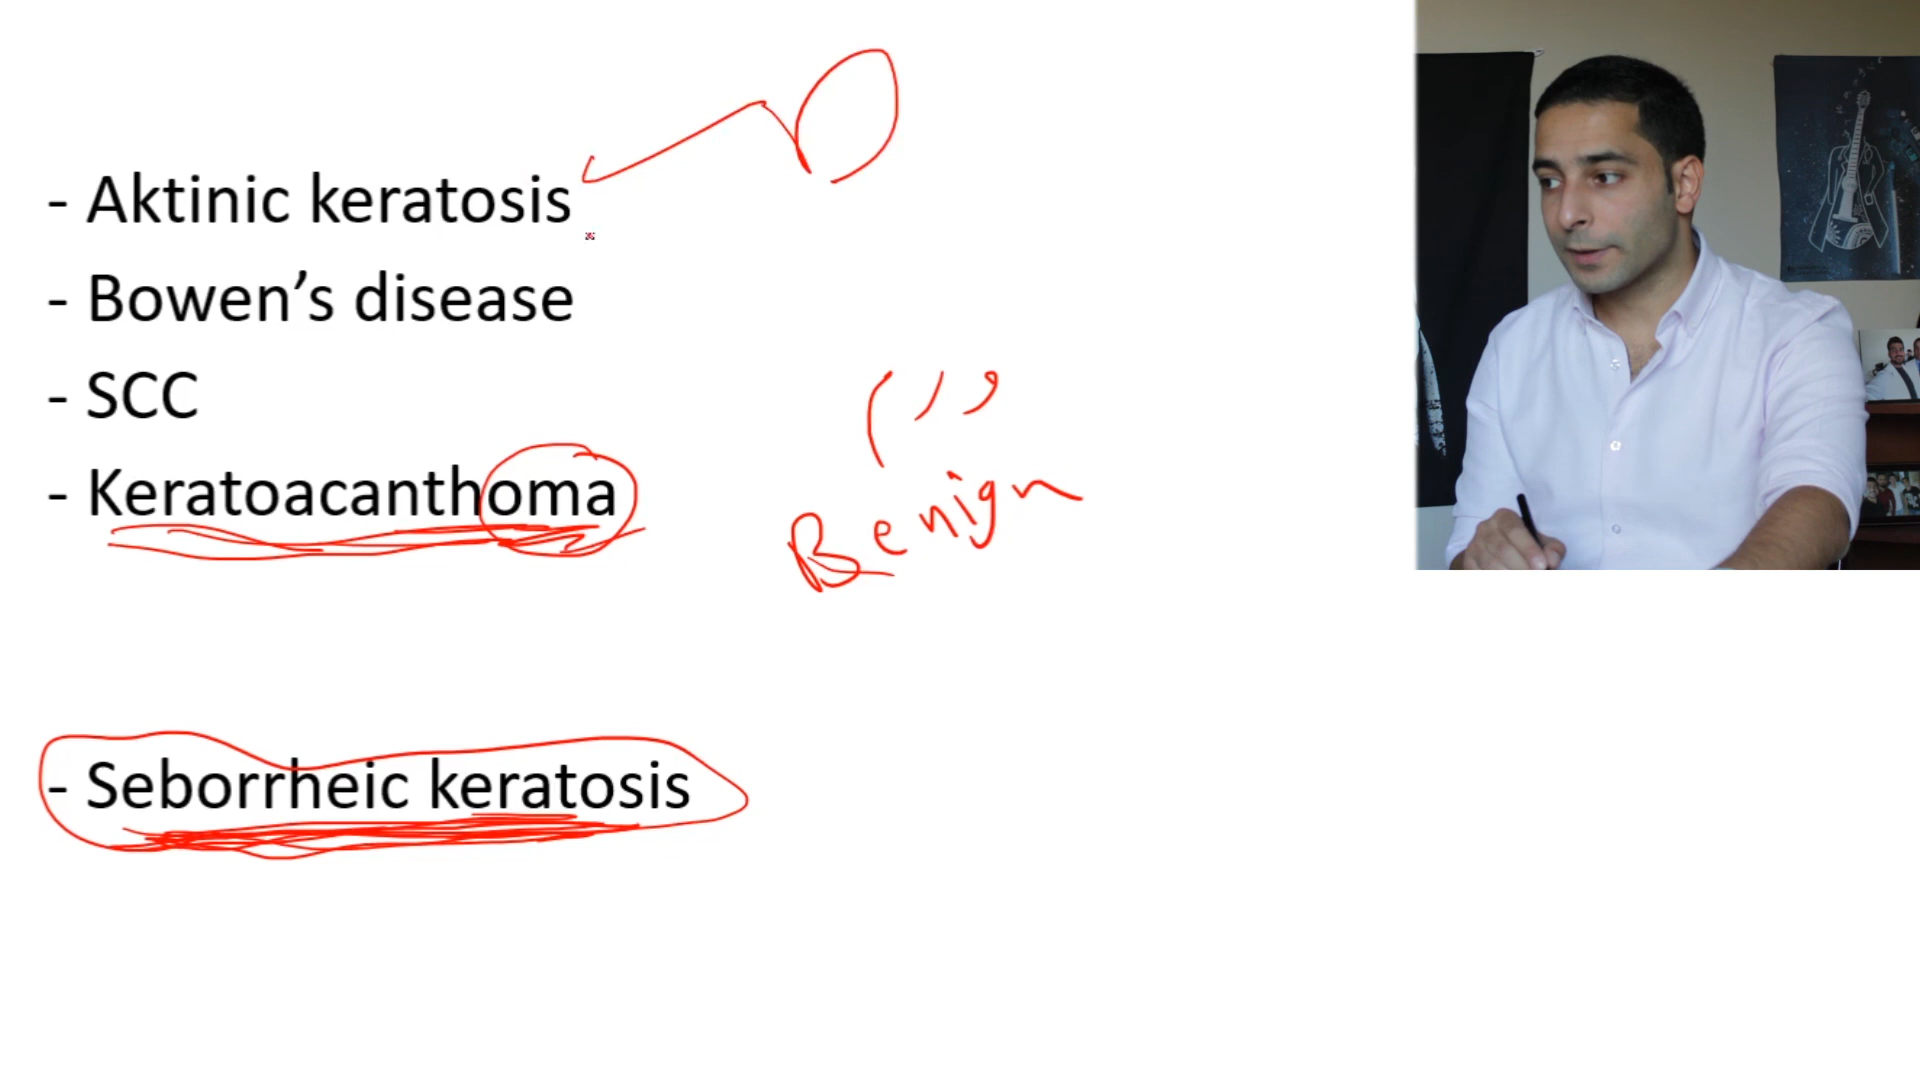 - Aktinic keratosis
- Bowen’s disease
- SCC
- Keratoacanthoma
Benign
- Seborrheic keratosis